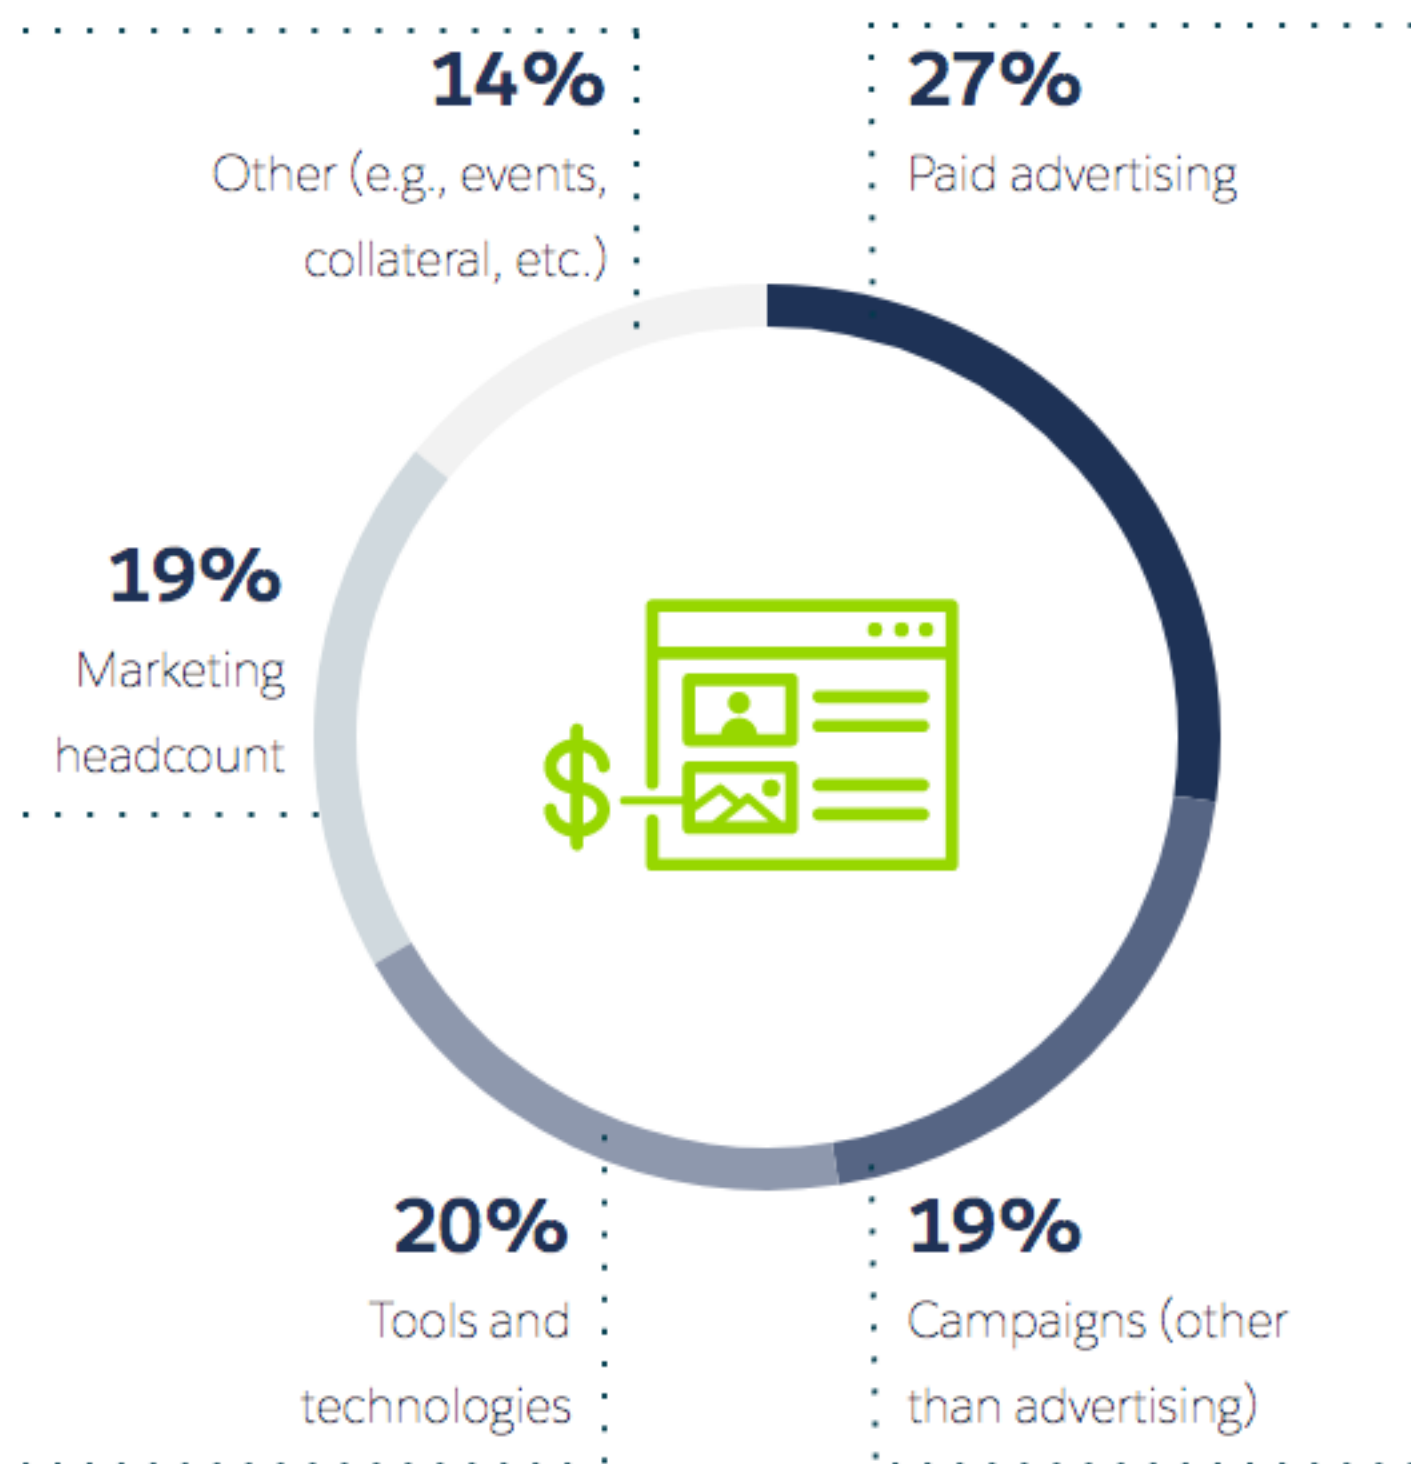 14%
Other (e.g., events,
collateral, etc.)
27%
Paid advertising
19%
Marketing
headcount
$
20%
Tools and
technologies
19%
Campaigns (other
than advertising)